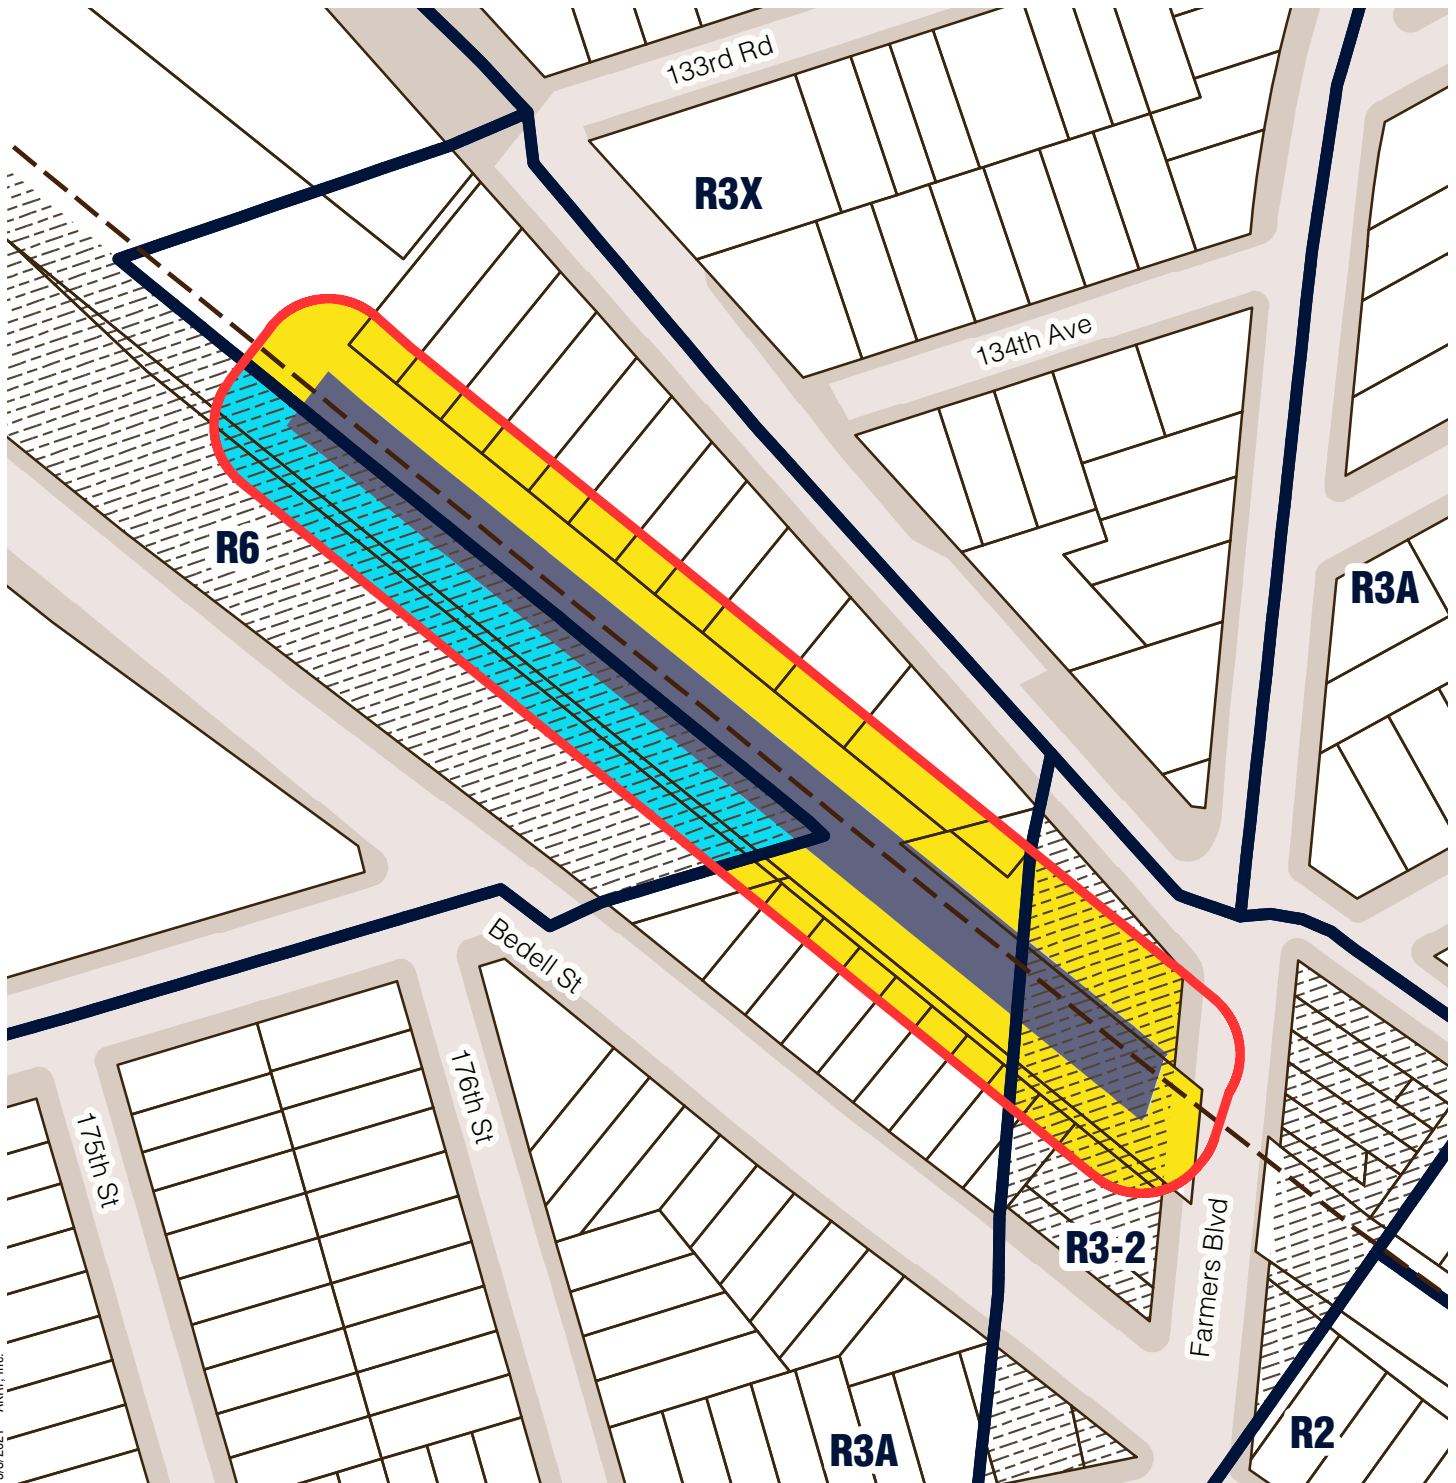 133rd Rd
R3X
134th Ave
R6
R3A
Bedell St
176th St
175th St
R3-2
Farmers Blvd
R3A
R2